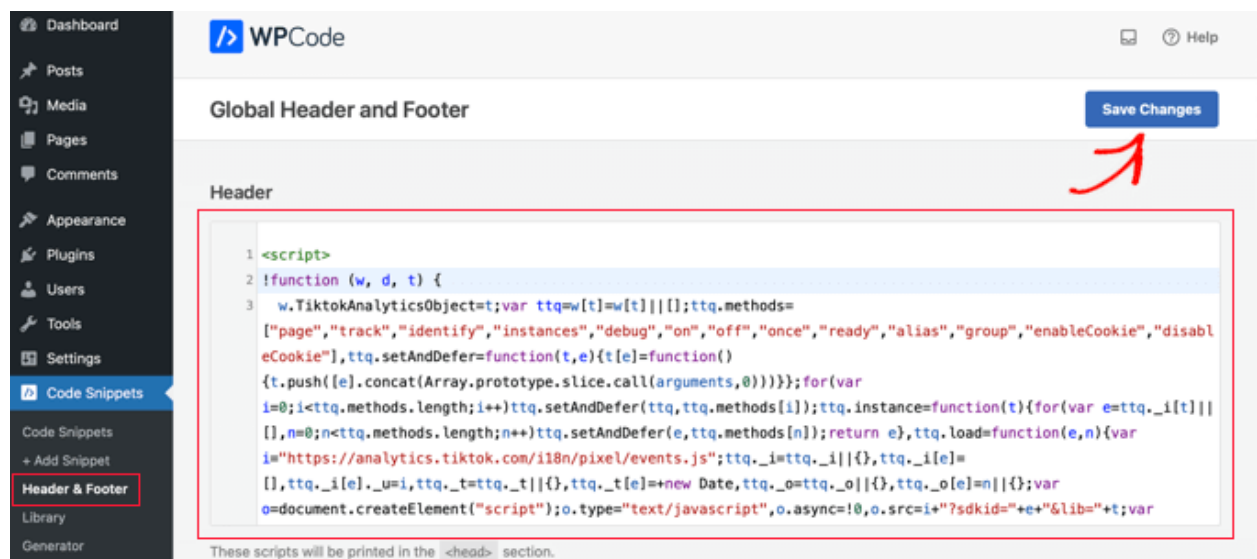 Dashboard
Posts
Media
Pages
Comments
Appearance
Plugins
Users
Tools
Settings
Code Snippets
Code Snippets
+ Add Snippet
Header & Footer
Library
Generator
WPCode
Help
Global Header and Footer
Save Changes
Header
1 <script>
2 !function (w, d, t) {
3 w.TiktokAnalyticsObject=t;var ttq=w[t]=w[t]||[];ttq.methods=
["page","track","identify","instances","debug","on","off","once","ready","alias","group","enableCookie","disabl
eCookie"],ttq.setAndDefer=function(t,e){t[e]=function()
{t.push([e].concat(Array.prototype.slice.call(arguments,0)))}};for(var
i=0;i<ttq.methods.length;i++)ttq.setAndDefer(ttq,ttq.methods[i]);ttq.instance=function(t){for(var e=ttq._i[t]||
[],n=0;n<ttq.methods.length;n++)ttq.setAndDefer(e,ttq.methods[n]);return e},ttq.load=function(e,n){var
i="https://analytics.tiktok.com/i18n/pixel/events.js";ttq._i=ttq._i||{},ttq._i[e]=
[],ttq._i[e]._u=i,ttq._t=ttq._t||{},ttq._t[e]=+new Date,ttq._o=ttq._o||{},ttq._o[e]=n||{};var
o=document.createElement("script");o.type="text/javascript",o.async=!0,o.src=i+"?sdkid="+e+"&lib="+t;var
These scripts will be printed in the <head> section.